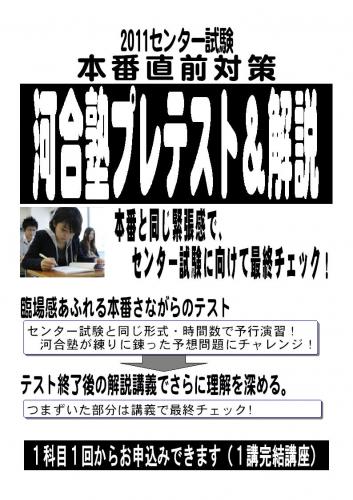 2011センター試験
本番直前対策
河合塾プレテスト&解説
本番と同じ緊張感で、
センター試験に向けて最終チェック!
臨場感あふれる本番さながらのテスト
センター試験と同じ形式・時間数で予行演習!
河合塾が練りに錬った予想問題にチャレンジ!
テスト終了後の解説講義でさらに理解を深める。
つまずいた部分は講義で最終チェック!
1科目1回からお申込みできます(1講完結講座)